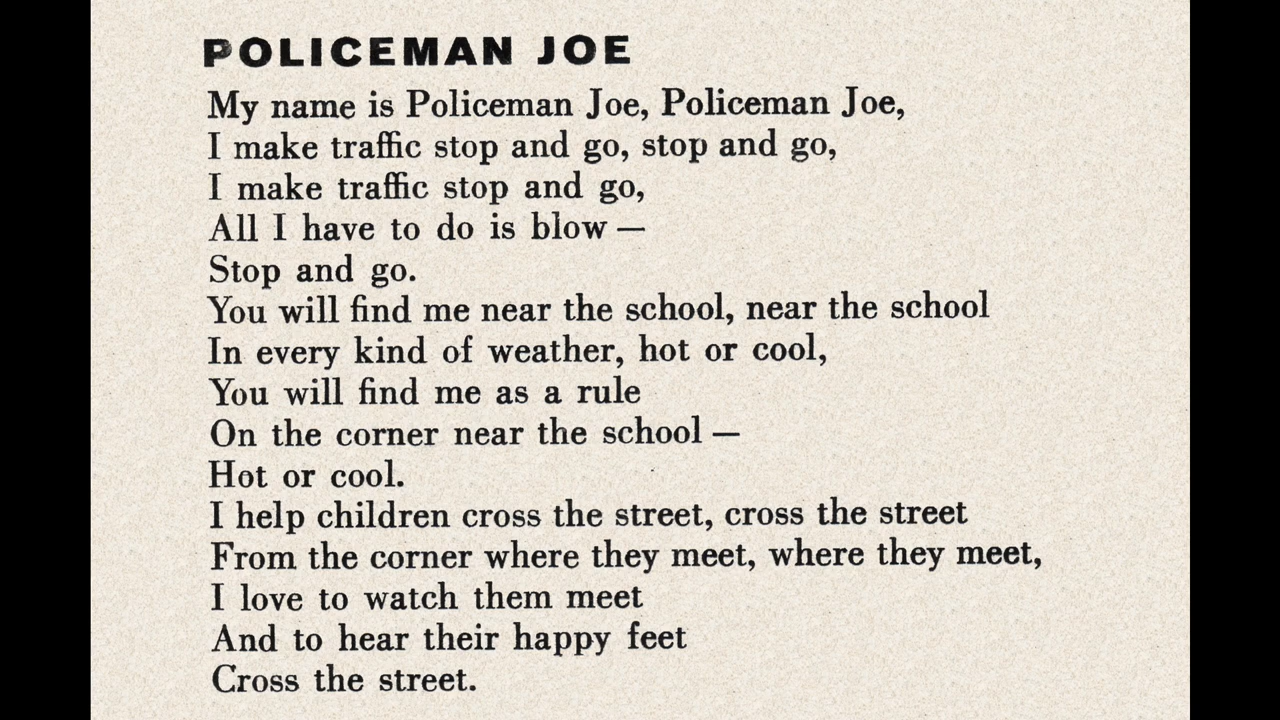 POLICEMAN JOE
My name is Policeman Joe, Policeman Joe,
I make traffic stop and go, stop and go,
I make traffic stop and go,
All I have to do is blow —
Stop and go.
You will find me near the school, near the school
In every kind of weather, hot or cool,
You will find me as a rule
On the corner near the school —
Hot or cool.
I help children cross the street, cross the street
From the corner where they meet, where they meet,
I love to watch them meet
And to hear their happy feet
Cross the street.